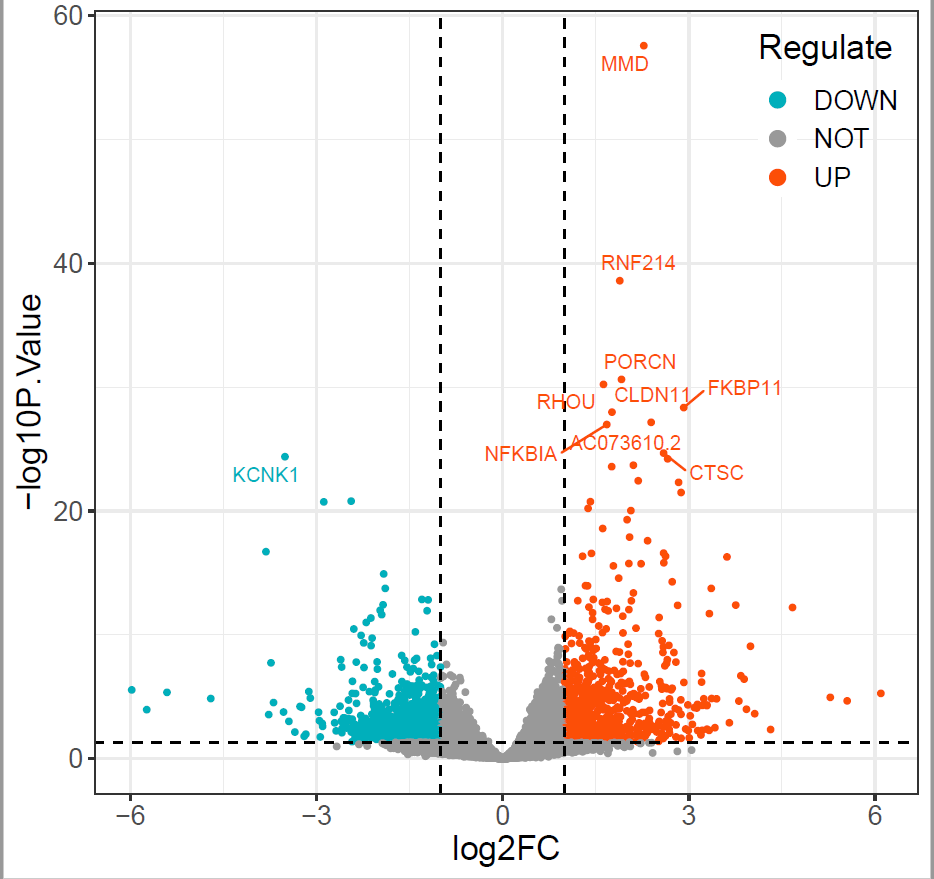 60
Regulate
MMD
DOWN
NOT
UP
RNF214
40
PORCN
FKBP11
CLDN11
RHOU
AC073610.2
NFKBIA
KCNK1
CTSC
20
0
−log10P.Value
−6
−3
0
3
6
log2FC